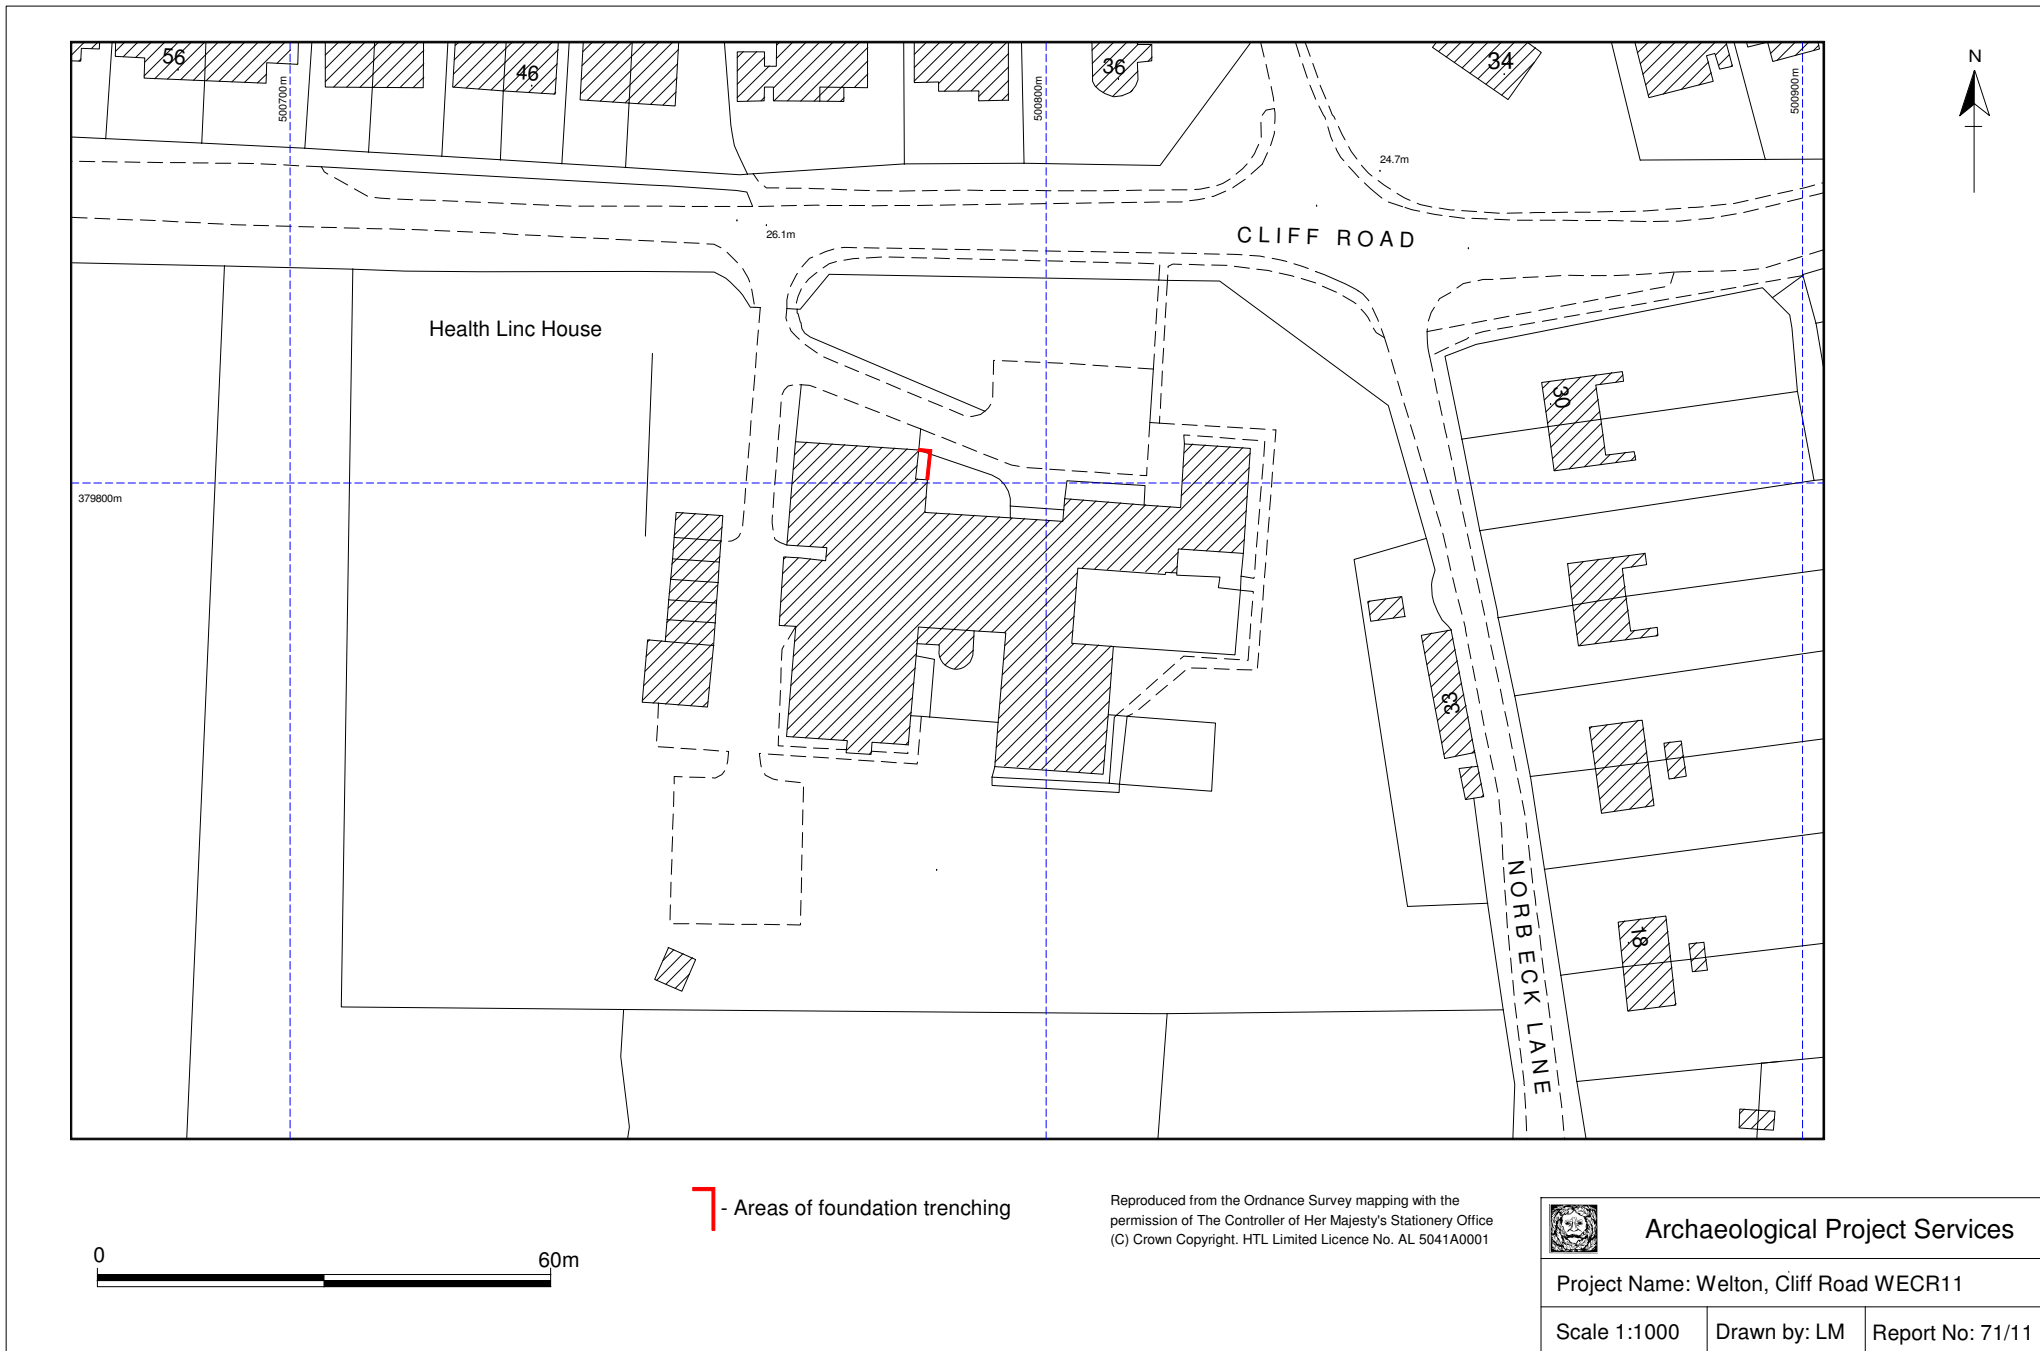 56
46
36
34
N
500700m
500800m
500900m
24.7m
26.1m
CLIFF ROAD
Health Linc House
30
379800m
33
18
NORBECK LANE
- Areas of foundation trenching
0
60m
Reproduced from the Ordnance Survey mapping with the
permission of The Controller of Her Majesty's Stationery Office
(C) Crown Copyright. HTL Limited Licence No. AL 5041A0001
Archaeological Project Services
Project Name: Welton, Cliff Road WECR11
Scale 1:1000
Drawn by: LM
Report No: 71/11